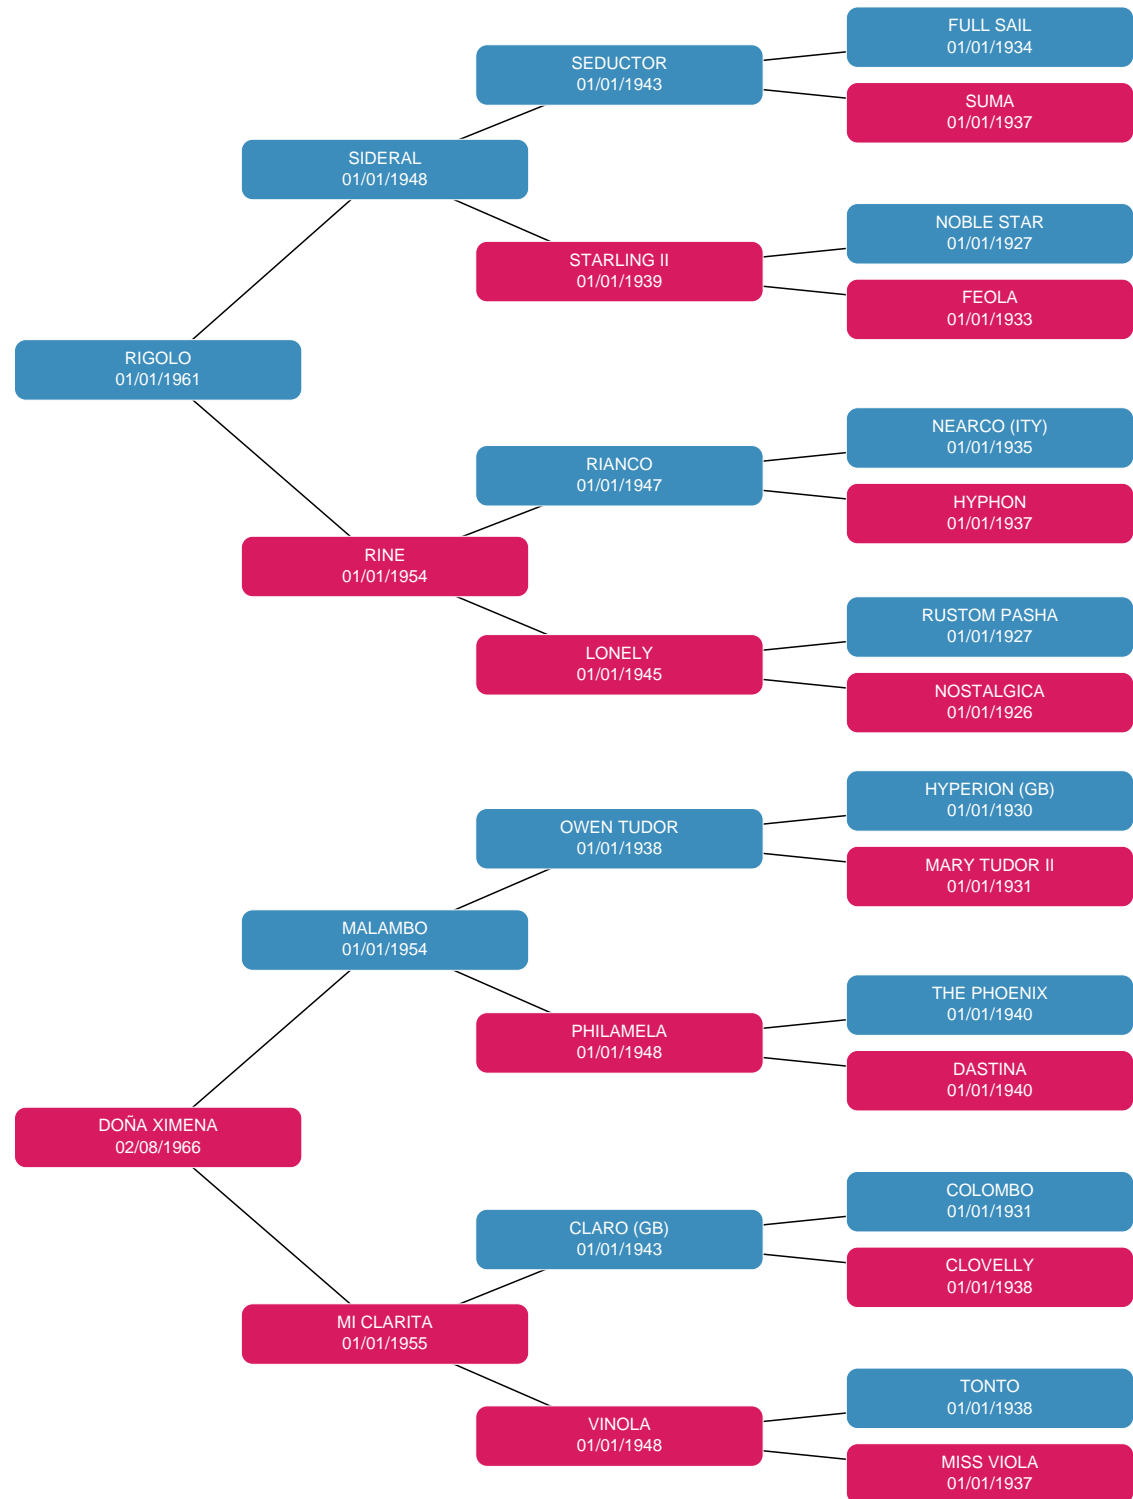 FULL SAIL
01/01/1934
SEDUCTOR
01/01/1943
SUMA
01/01/1937
SIDERAL
01/01/1948
NOBLE STAR
01/01/1927
STARLING II
01/01/1939
FEOLA
01/01/1933
RIGOLO
01/01/1961
NEARCO (ITY)
01/01/1935
RIANCO
01/01/1947
HYPHON
01/01/1937
RINE
01/01/1954
RUSTOM PASHA
01/01/1927
LONELY
01/01/1945
NOSTALGICA
01/01/1926
HYPERION (GB)
01/01/1930
OWEN TUDOR
01/01/1938
MARY TUDOR II
01/01/1931
MALAMBO
01/01/1954
THE PHOENIX
01/01/1940
PHILAMELA
01/01/1948
DASTINA
01/01/1940
DOÑA XIMENA
02/08/1966
COLOMBO
01/01/1931
CLARO (GB)
01/01/1943
CLOVELLY
01/01/1938
MI CLARITA
01/01/1955
TONTO
01/01/1938
VINOLA
01/01/1948
MISS VIOLA
01/01/1937